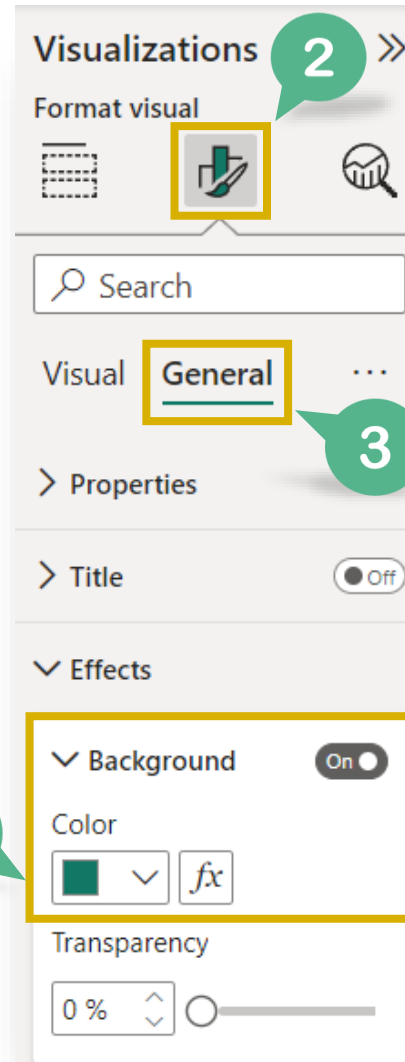 Visualizations
2
Format visual
Search
Visual General ...
3
Properties
Title Off
Effects
Background On
Color
fx
Transparency
0 %